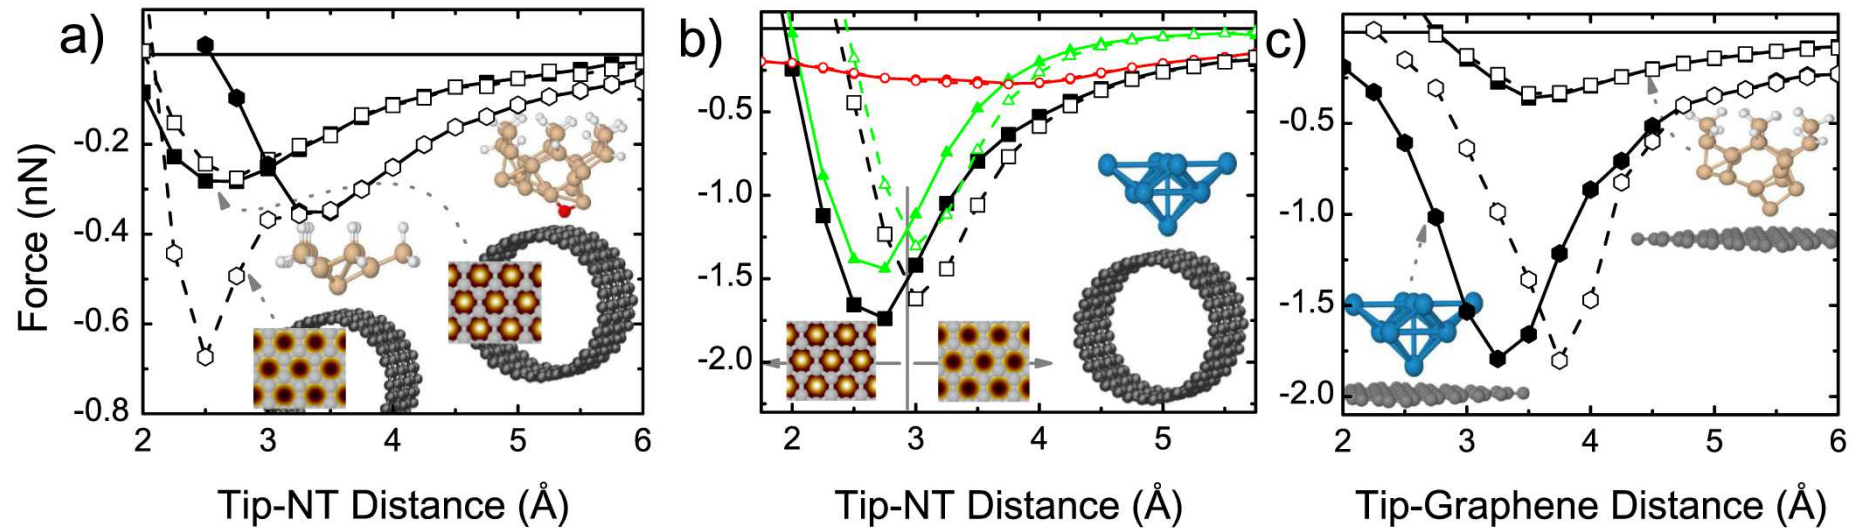 a)
b)
c)
Force (nN)
-0.2
-0.4
-0.6
-0.8
2 3 4 5 6
Tip-NT Distance (Å)
-0.5
-1.0
-1.5
-2.0
2 3 4 5
Tip-NT Distance (Å)
-0.5
-1.0
-1.5
-2.0
2 3 4 5 6
Tip-Graphene Distance (Å)